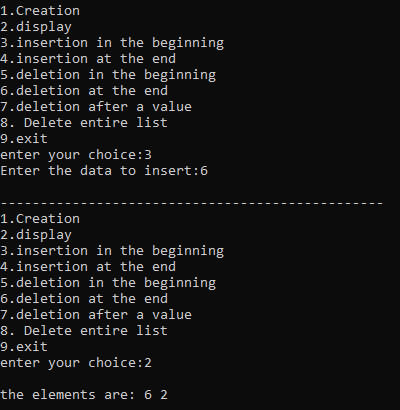 1.Creation
2.display
3.insertion in the beginning
4.insertion at the end
5.deletion in the beginning
6.deletion at the end
7.deletion after a value
8. Delete entire list
9.exit
enter your choice:3
Enter the data to insert:6
------------------------------------------------
1.Creation
2.display
3.insertion in the beginning
4.insertion at the end
5.deletion in the beginning
6.deletion at the end
7.deletion after a value
8. Delete entire list
9.exit
enter your choice:2
the elements are: 6 2